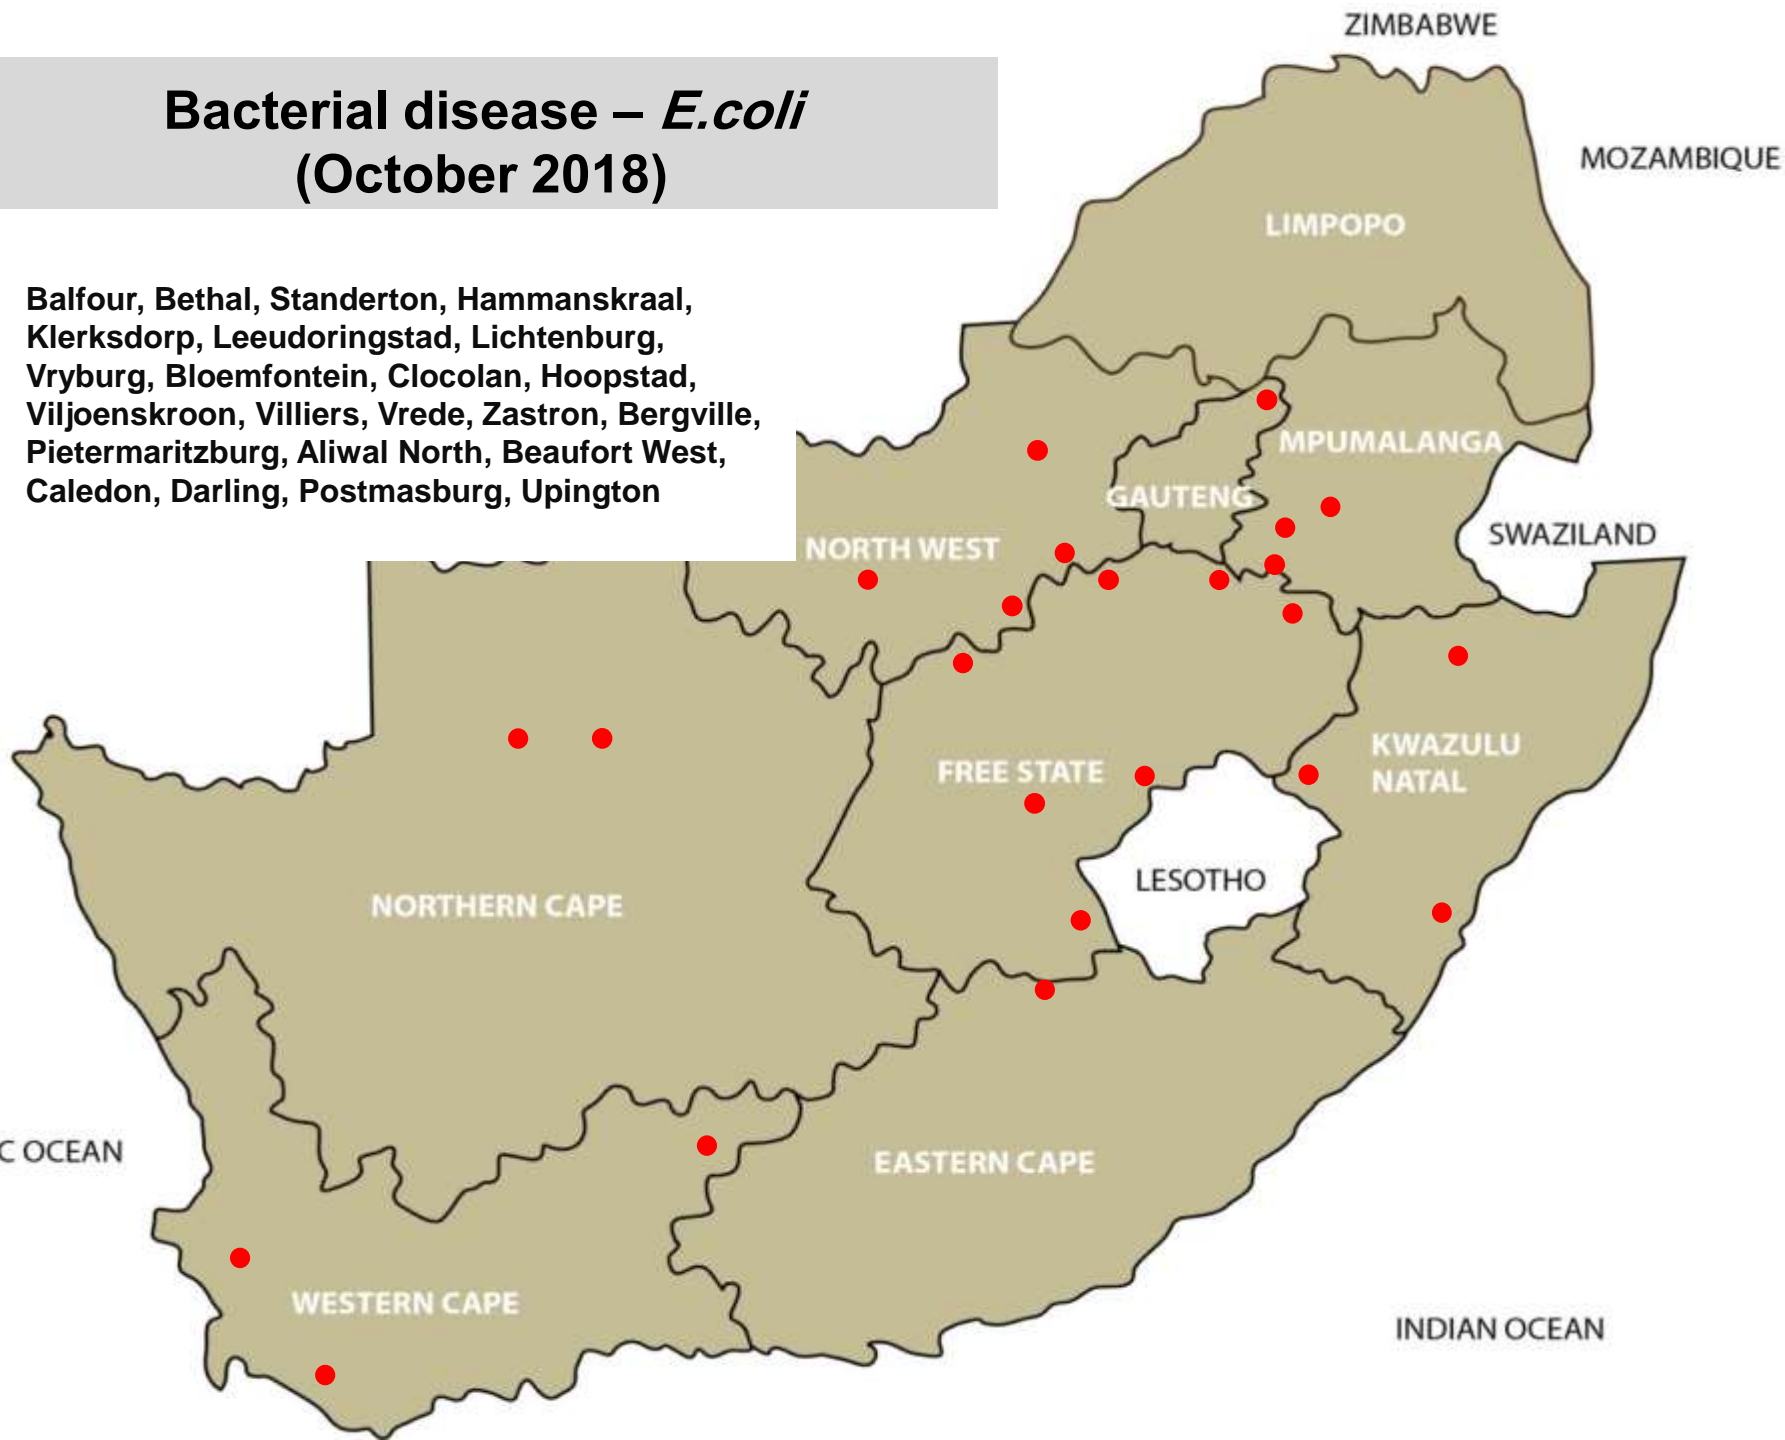 ZIMBABWE
Bacterial disease – E.coli
(October 2018)
MOZAMBIQUE
LIMPOPO
Balfour, Bethal, Standerton, Hammanskraal,
Klerksdorp, Leeudoringstad, Lichtenburg,
Vryburg, Bloemfontein, Clocolan, Hoopstad,
Viljoenskroon, Villiers, Vrede, Zastron, Bergville,
Pietermaritzburg, Aliwal North, Beaufort West,
Caledon, Darling, Postmasburg, Upington
MPUMALANGA
GAUTENG
SWAZILAND
NORTH WEST
KWAZULU
NATAL
FREE STATE
LESOTHO
NORTHERN CAPE
C OCEAN
EASTERN CAPE
WESTERN CAPE
INDIAN OCEAN